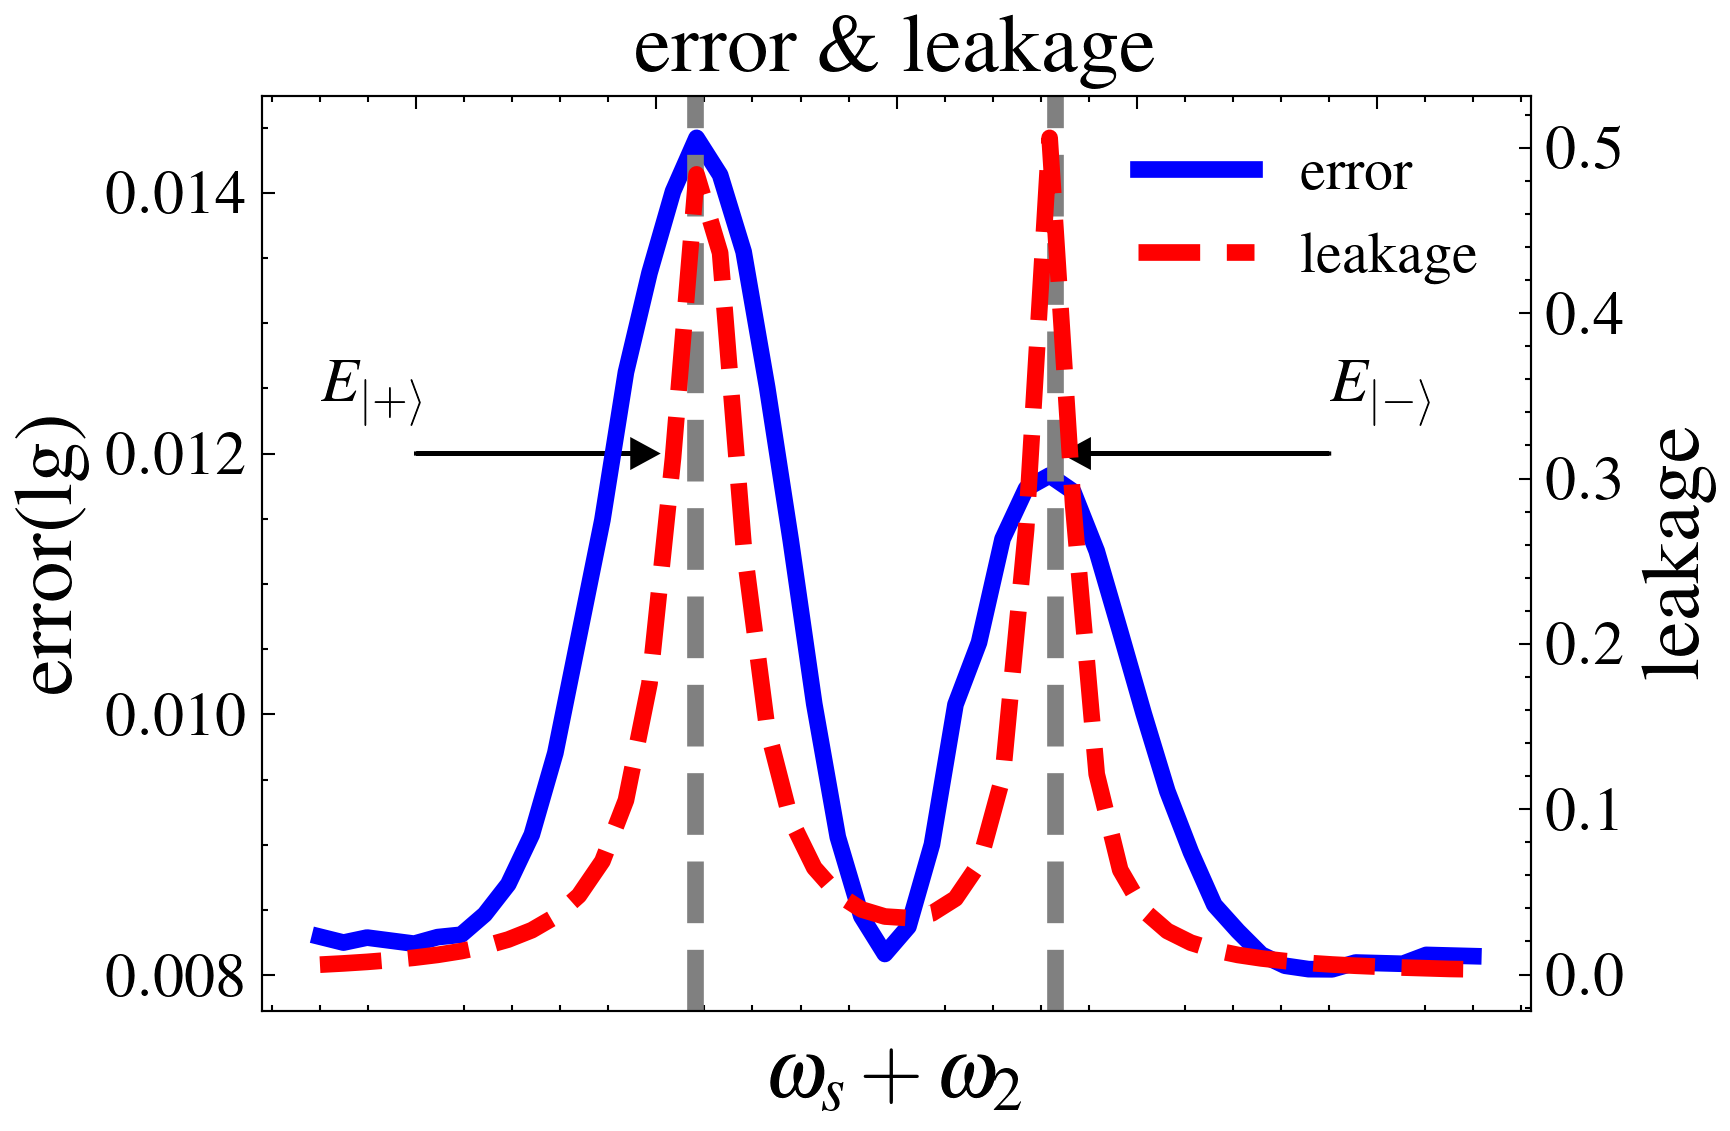 error & leakage
error(lg)
0.014
0.012
0.010
0.008
E|+⟩
E|−⟩
error
leakage
0.5
0.4
0.3
0.2
0.1
0.0
leakage
ωs + ω2